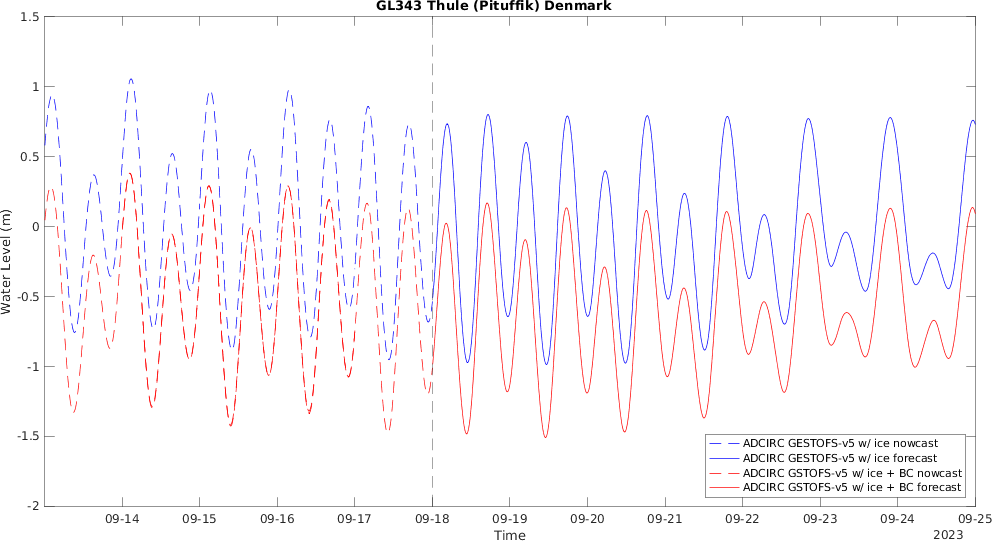 GL343 Thule (Pituffik) Denmark
1.5
1
0.5
0
-0.5
-1
-1.5
-2
Water Level (m)
ADCIRC GESTOFS-v5 w/ ice nowcast
ADCIRC GESTOFS-v5 w/ ice forecast
ADCIRC GSTOFS-v5 w/ ice + BC nowcast
ADCIRC GSTOFS-v5 w/ ice + BC forecast
09-14 09-15 09-16 09-17 09-18 09-19 09-20 09-21 09-22 09-23 09-24 09-25
Time
2023